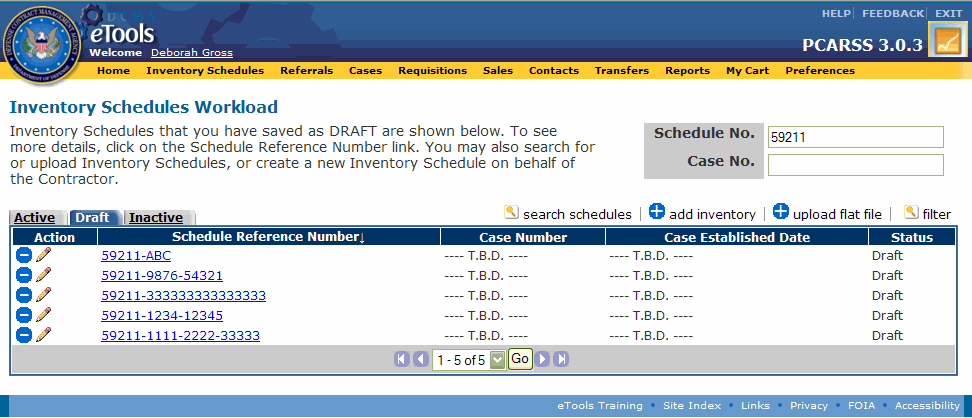 HELP FEEDBACK EXIT
DCMA
eTools
Welcome Deborah Gross
PCARSS 3.0.3
Home Inventory Schedules Referrals Cases Requisitions Sales Contacts Transfers Reports My Cart Preferences
Inventory Schedules Workload
Inventory Schedules that you have saved as DRAFT are shown below. To see
more details, click on the Schedule Reference Number link. You may also search for
or upload Inventory Schedules, or create a new Inventory Schedule on behalf of
the Contractor.
Schedule No. 59211
Case No.
Active Draft Inactive
search schedules | add inventory | upload flat file | filter
Action Schedule Reference Number↓ Case Number Case Established Date Status
59211-ABC ---- T.B.D. ---- ---- T.B.D. ---- Draft
59211-9876-54321 ---- T.B.D. ---- ---- T.B.D. ---- Draft
59211-333333333333333 ---- T.B.D. ---- ---- T.B.D. ---- Draft
59211-1234-12345 ---- T.B.D. ---- ---- T.B.D. ---- Draft
59211-1111-2222-33333 ---- T.B.D. ---- ---- T.B.D. ---- Draft
1 - 5 of 5 Go
eTools Training • Site Index • Links • Privacy • FOIA • Accessibility